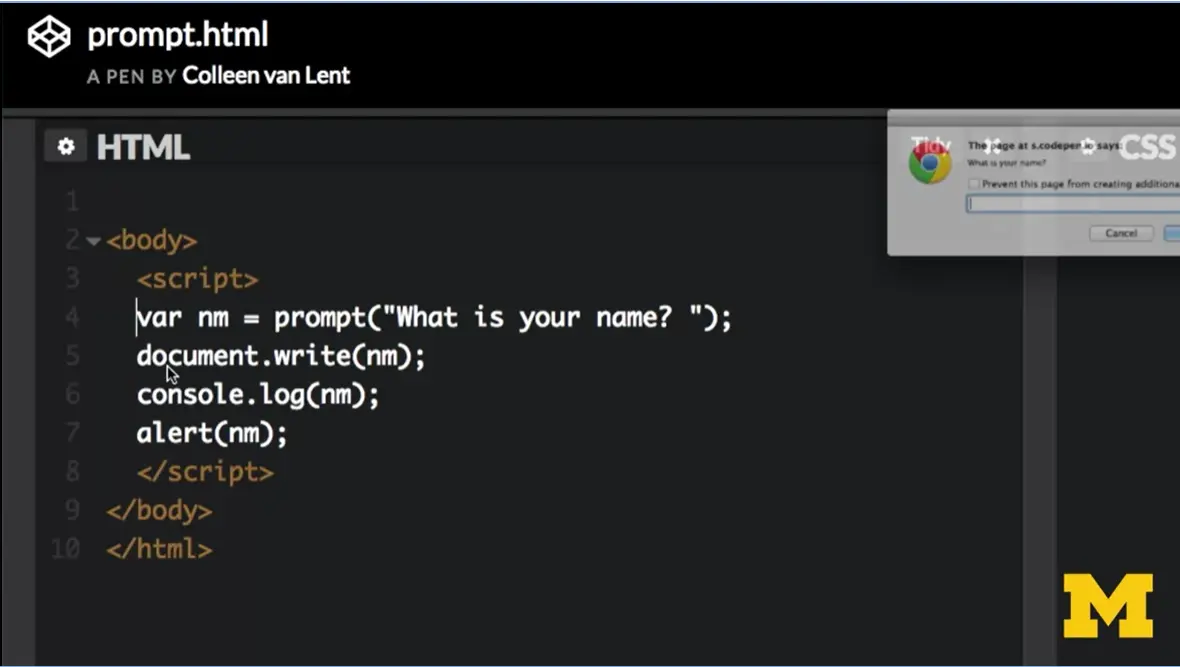 prompt.html
A PEN BY Colleen van Lent
HTML
Tidy
CSS
The page at s.codepen.io says:
What is your name?
Prevent this page from creating additiona
Cancel
1
2 <body>
3 <script>
4 var nm = prompt("What is your name? ");
5 document.write(nm);
6 console.log(nm);
7 alert(nm);
8 </script>
9 </body>
10 </html>
M